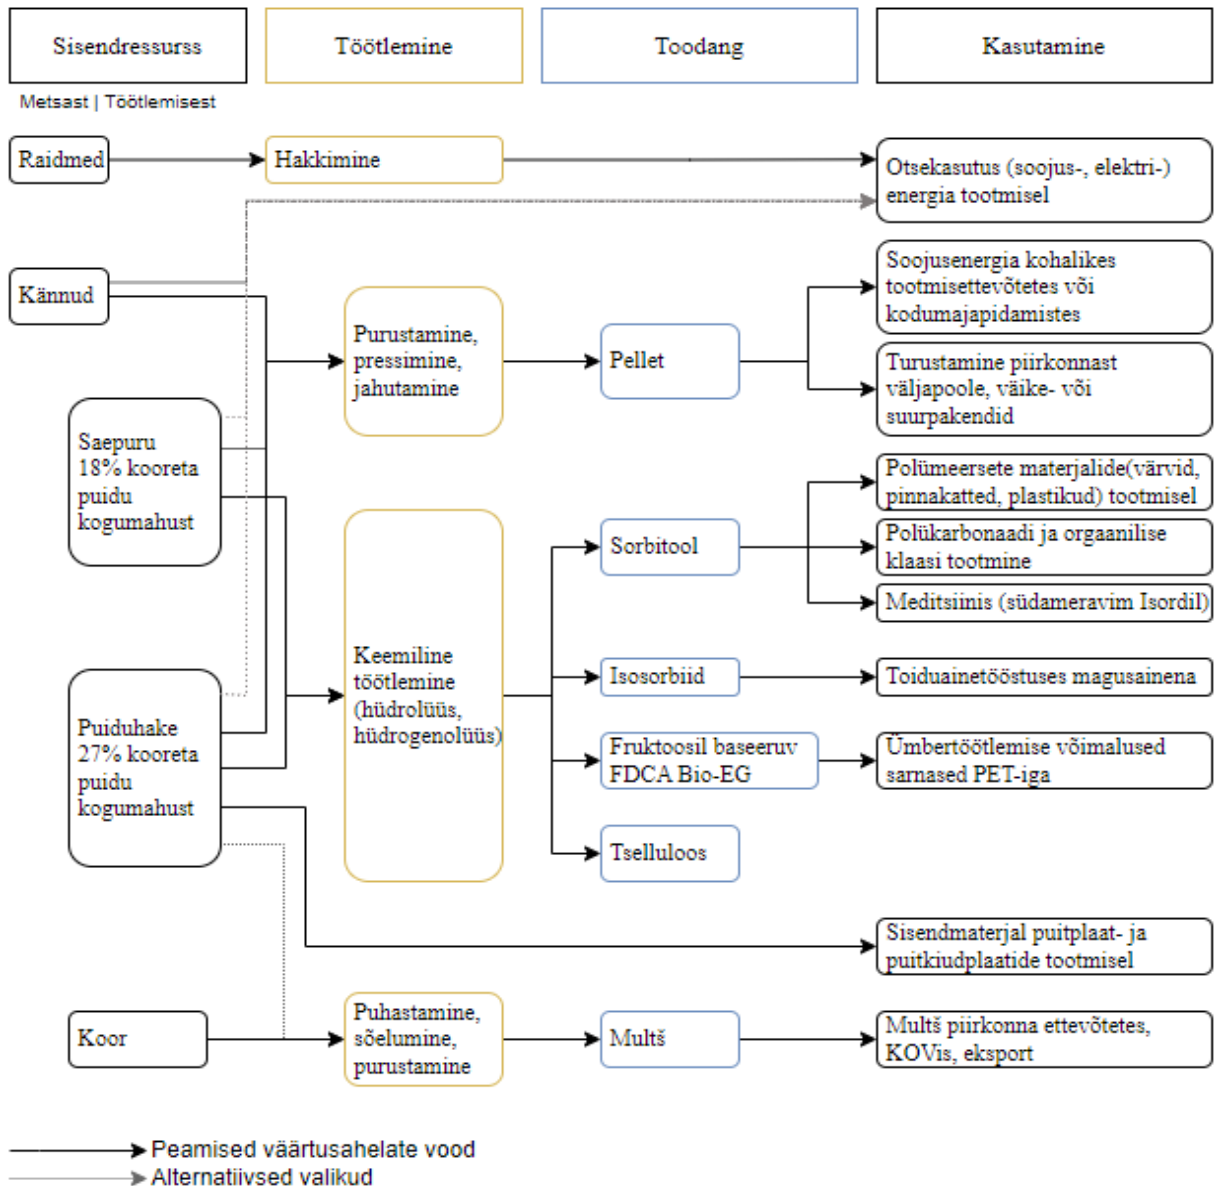 Sisendressurss
Töötlemine
Toodang
Kasutamine
Metsast | Töötlemisest
Raidmed
Hakkimine
Otsekasutus (soojus-, elektri-)
energia tootmisel
Kännud
Purustamine,
pressimine,
jahutamine
Pellet
Soojusenergia kohalikes
tootmisettevõtetes või
kodumajapidamistes
Turustamine piirkonnast
väljapoole, väike- või
suurpakendid
Saepuru
18% kooreta
puidu
kogumahust
Polümeersete materjalide(värvid,
pinnakatted, plastikud) tootmisel
Sorbitool
Polükarbonaadi ja orgaanilise
klaasi tootmine
Meditsiinis (südameravim Isordil)
Keemiline
töötlemine
(hüdrolüüs,
hüdrogenolüüs)
Isosorbiid
Toiduainetööstuses magusainena
Puiduhake
27% kooreta
puidu
kogumahust
Fruktoosil baseeruv
FDCA Bio-EG
Ümbertöötlemise võimalused
sarnased PET-iga
Tselluloos
Sisendmaterjal puitplaat- ja
puitkiudplaatide tootmisel
Koor
Puhastamine,
sõelumine,
purustamine
Multš
Multš piirkonna ettevõtetes,
KOVis, eksport
Peamised väärtusahelate vood
Alternatiivsed valikud